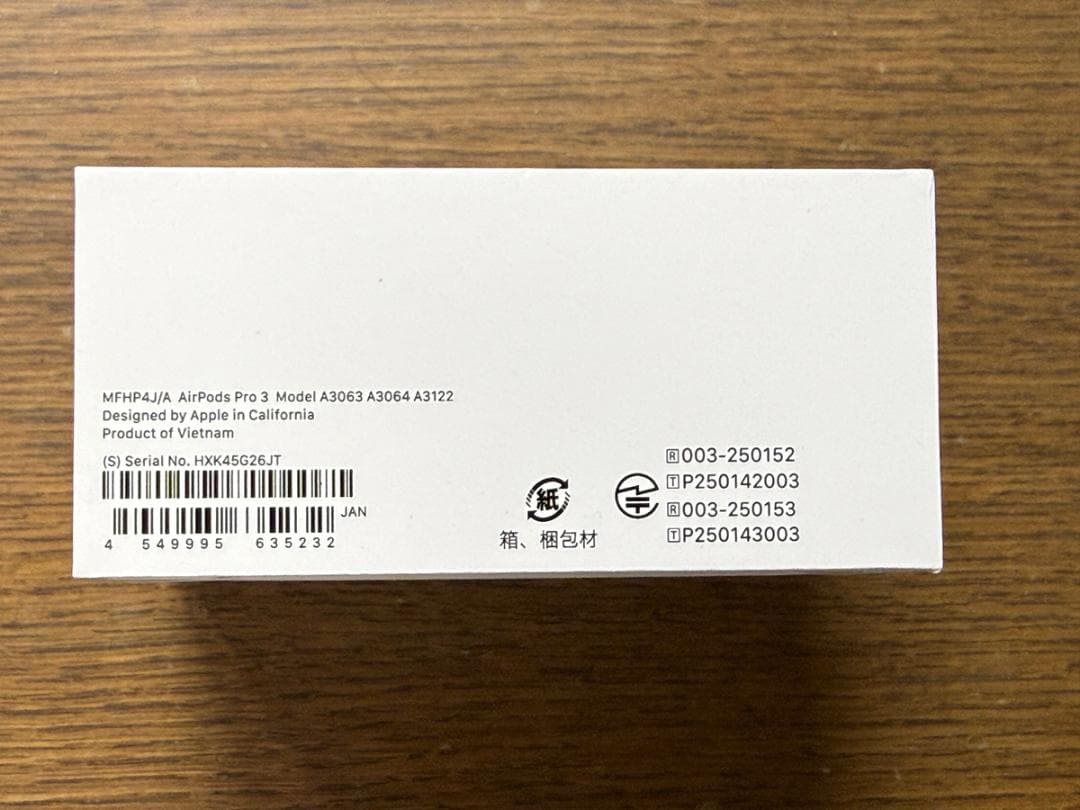 MFHP4J/A AirPods Pro 3 Model A3063 A3064 A3122
Designed by Apple in California
Product of Vietnam
(S) Serial No. HXK45G26JT
JAN
4 549995 635232
紙
箱、梱包材
R003-250152
TP250142003
R003-250153
TP250143003